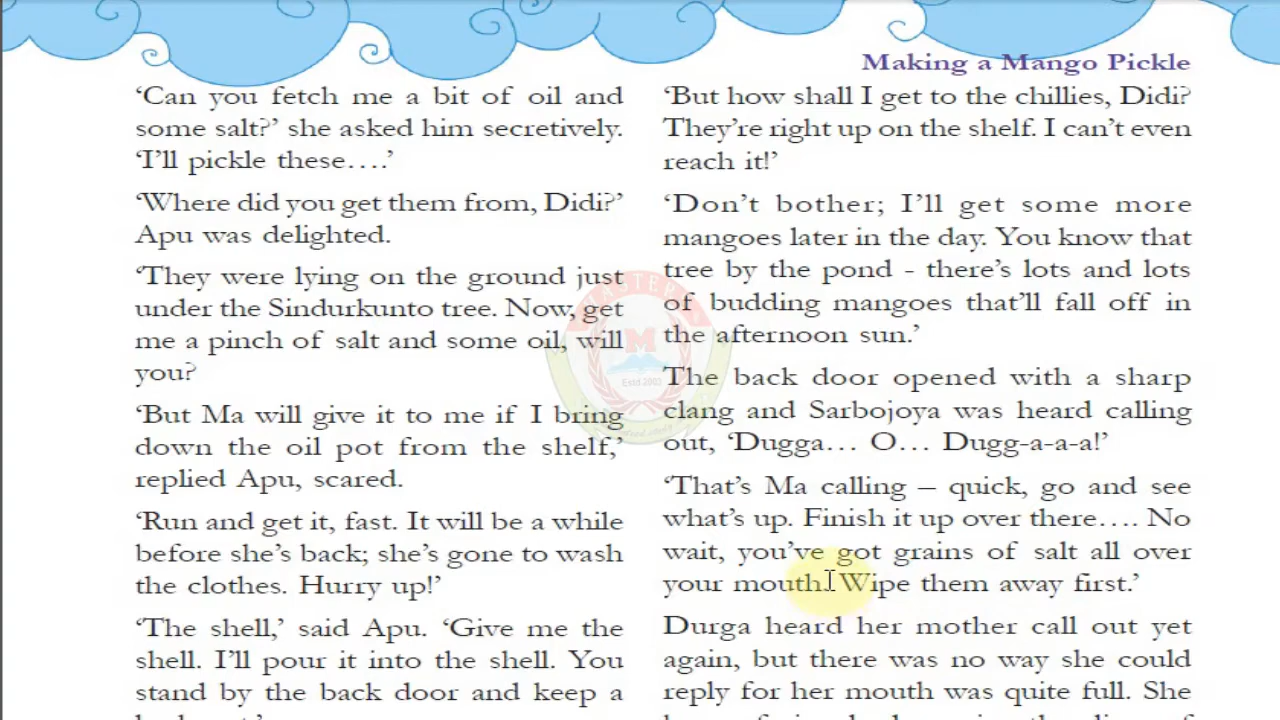 Making a Mango Pickle
‘Can you fetch me a bit of oil and
some salt?’ she asked him secretively.
‘I’ll pickle these….’
‘Where did you get them from, Didi?’
Apu was delighted.
‘They were lying on the ground just
under the Sindurkunto tree. Now, get
me a pinch of salt and some oil, will
you?
‘But Ma will give it to me if I bring
down the oil pot from the shelf,’
replied Apu, scared.
‘Run and get it, fast. It will be a while
before she’s back; she’s gone to wash
the clothes. Hurry up!’
‘The shell,’ said Apu. ‘Give me the
shell. I’ll pour it into the shell. You
stand by the back door and keep a
‘But how shall I get to the chillies, Didi?
They’re right up on the shelf. I can’t even
reach it!’
‘Don’t bother; I’ll get some more
mangoes later in the day. You know that
tree by the pond - there’s lots and lots
of budding mangoes that’ll fall off in
the afternoon sun.’
The back door opened with a sharp
clang and Sarbojoya was heard calling
out, ‘Dugga… O… Dugg-a-a-a!’
‘That’s Ma calling – quick, go and see
what’s up. Finish it up over there…. No
wait, you’ve got grains of salt all over
your mouth. Wipe them away first.’
Durga heard her mother call out yet
again, but there was no way she could
reply for her mouth was quite full. She
M
Estd 2003